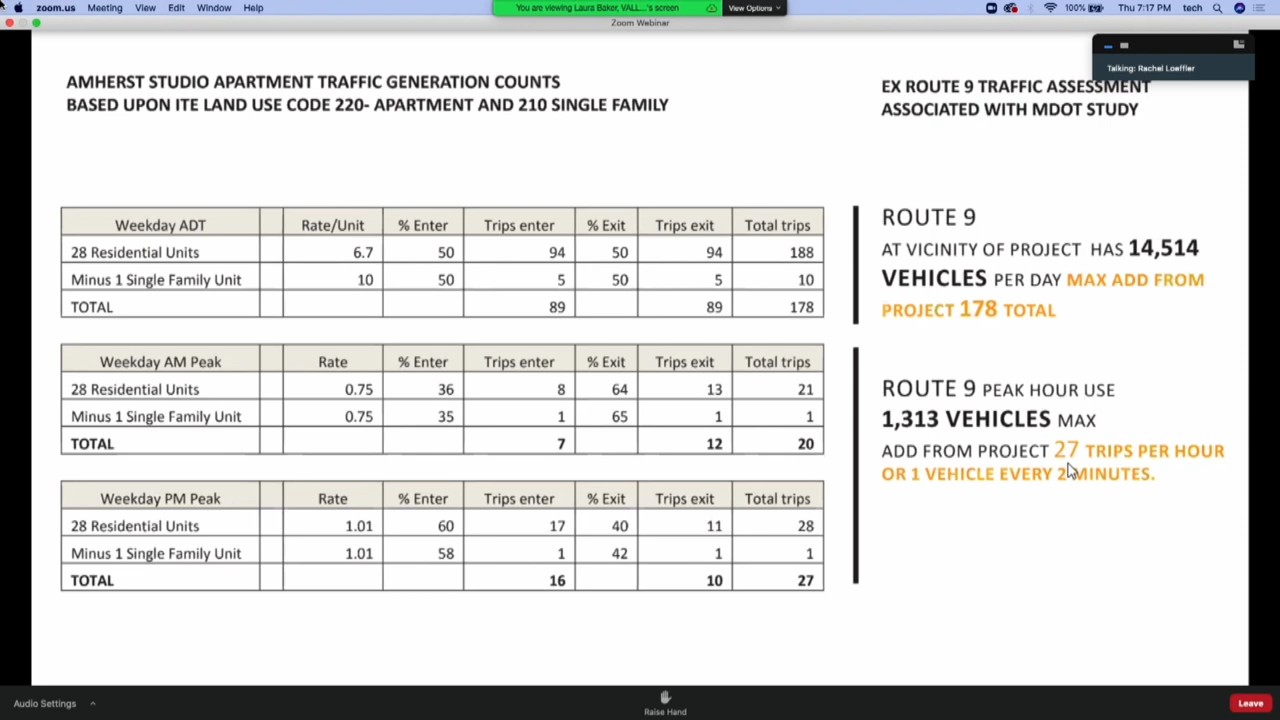 zoom.us Meeting View Edit Window Help
You are viewing Laura Baker, VALL...'s screen
View Options
100%
Thu 7:17 PM tech
Zoom Webinar
Talking: Rachel Loeffler
AMHERST STUDIO APARTMENT TRAFFIC GENERATION COUNTS
BASED UPON ITE LAND USE CODE 220- APARTMENT AND 210 SINGLE FAMILY
EX ROUTE 9 TRAFFIC ASSESSMENT
ASSOCIATED WITH MDOT STUDY
Weekday ADT Rate/Unit % Enter Trips enter % Exit Trips exit Total trips
28 Residential Units 6.7 50 94 50 94 188
Minus 1 Single Family Unit 10 50 5 50 5 10
TOTAL 89 89 178
Weekday AM Peak Rate % Enter Trips enter % Exit Trips exit Total trips
28 Residential Units 0.75 36 8 64 13 21
Minus 1 Single Family Unit 0.75 35 1 65 1 1
TOTAL 7 12 20
Weekday PM Peak Rate % Enter Trips enter % Exit Trips exit Total trips
28 Residential Units 1.01 60 17 40 11 28
Minus 1 Single Family Unit 1.01 58 1 42 1 1
TOTAL 16 10 27
ROUTE 9
AT VICINITY OF PROJECT HAS 14,514
VEHICLES PER DAY MAX ADD FROM
PROJECT 178 TOTAL
ROUTE 9 PEAK HOUR USE
1,313 VEHICLES MAX
ADD FROM PROJECT 27 TRIPS PER HOUR
OR 1 VEHICLE EVERY 2 MINUTES.
Audio Settings
Raise Hand
Leave